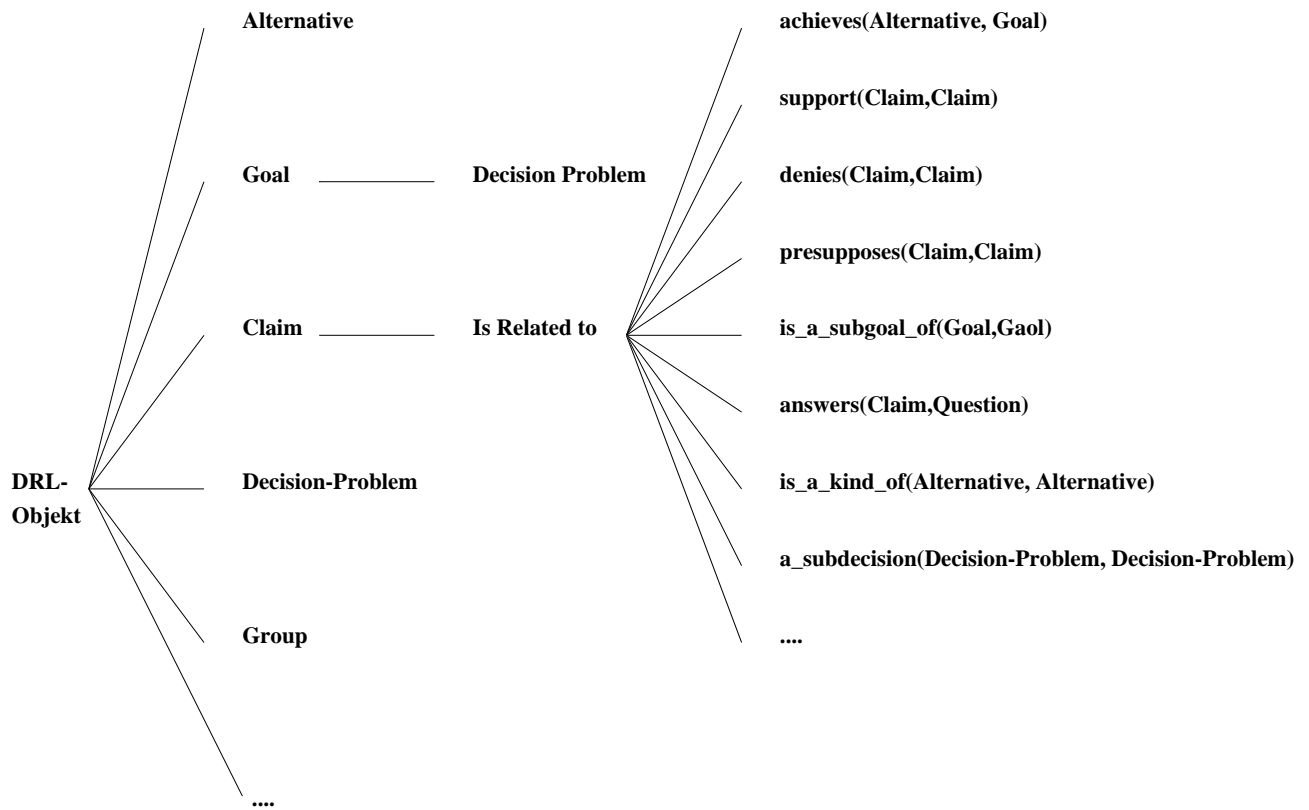 Alternative
achieves(Alternative, Goal)
support(Claim,Claim)
Goal
Decision Problem
denies(Claim,Claim)
presupposes(Claim,Claim)
Claim
Is Related to
is_a_subgoal_of(Goal,Gaol)
answers(Claim,Question)
DRL-
Objekt
Decision-Problem
is_a_kind_of(Alternative, Alternative)
a_subdecision(Decision-Problem, Decision-Problem)
Group
....
....